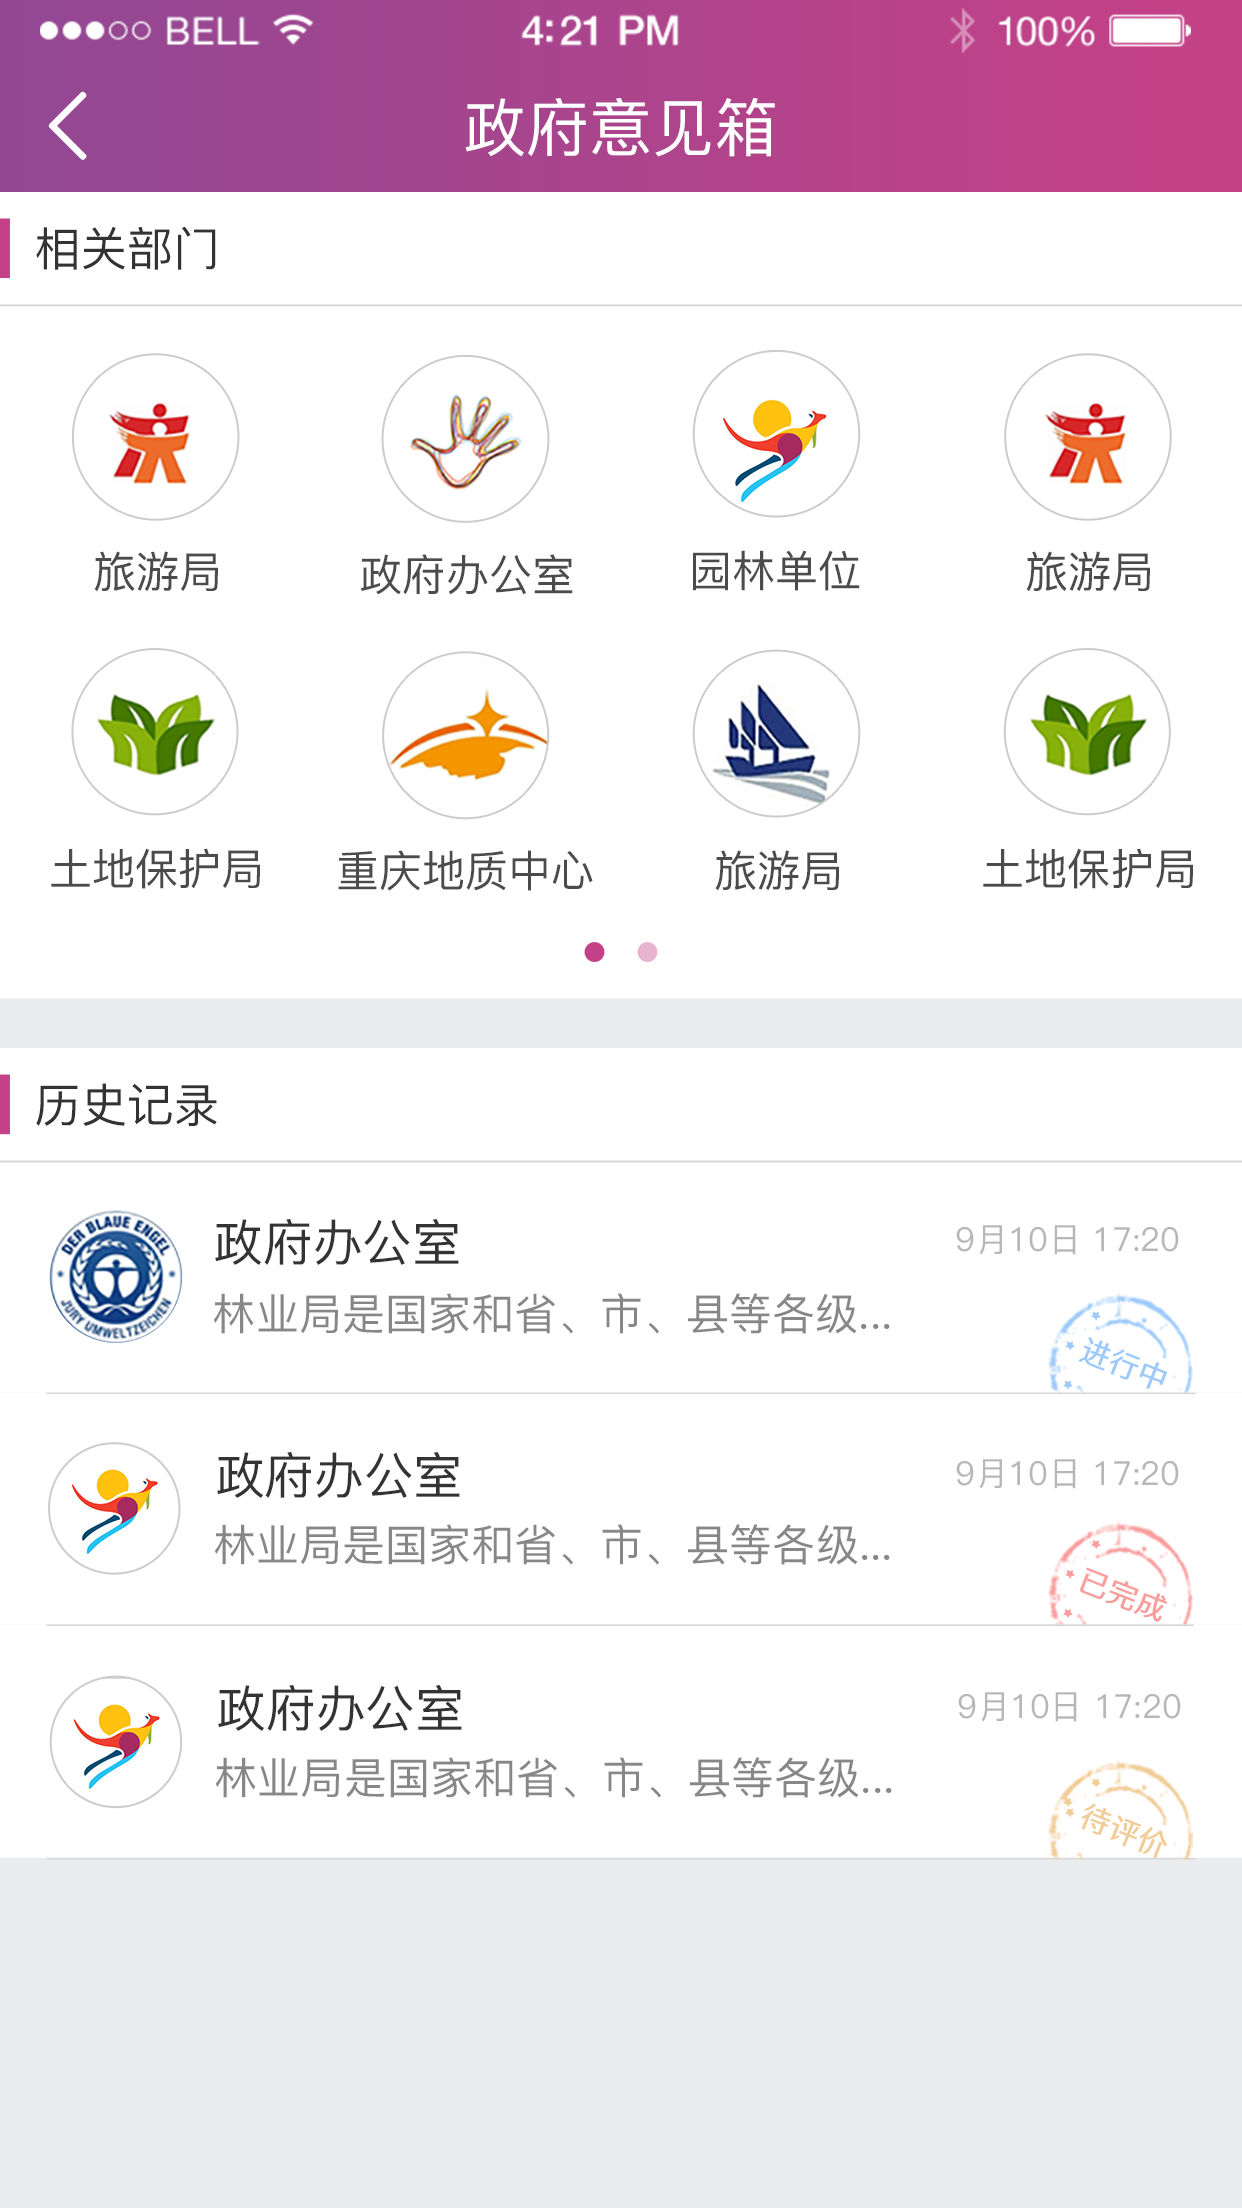 BELL 4:21 PM 100%
政府意见箱
相关部门
旅游局 政府办公室 园林单位 旅游局
土地保护局 重庆地质中心 旅游局 土地保护局
历史记录
DER BLAUE ENGEL
JURY UMWELTZEICHEN
政府办公室 9月10日 17:20
林业局是国家和省、市、县等各级...
进行中
政府办公室 9月10日 17:20
林业局是国家和省、市、县等各级...
已完成
政府办公室 9月10日 17:20
林业局是国家和省、市、县等各级...
待评价